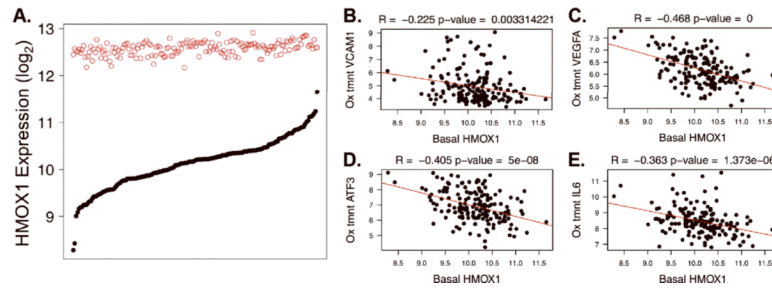 A.
HMOX1 Expression (log2)
13
12
11
10
9
B.
R = −0.225 p-value = 0.003314221
Ox tmnt VCAM1
9
8
7
6
5
4
8.5 9.0 9.5 10.0 10.5 11.0 11.5
Basal HMOX1
C.
R = −0.468 p-value = 0
Ox tmnt VEGFA
7.5
7.0
6.5
6.0
5.5
5.0
8.5 9.0 9.5 10.0 10.5 11.0 11.5
Basal HMOX1
D.
R = −0.405 p-value = 5e-08
Ox tmnt ATF3
9
8
7
6
5
8.5 9.0 9.5 10.0 10.5 11.0 11.5
Basal HMOX1
E.
R = −0.363 p-value = 1.373e-06
Ox tmnt IL6
11
10
9
8
7
8.5 9.0 9.5 10.0 10.5 11.0 11.5
Basal HMOX1